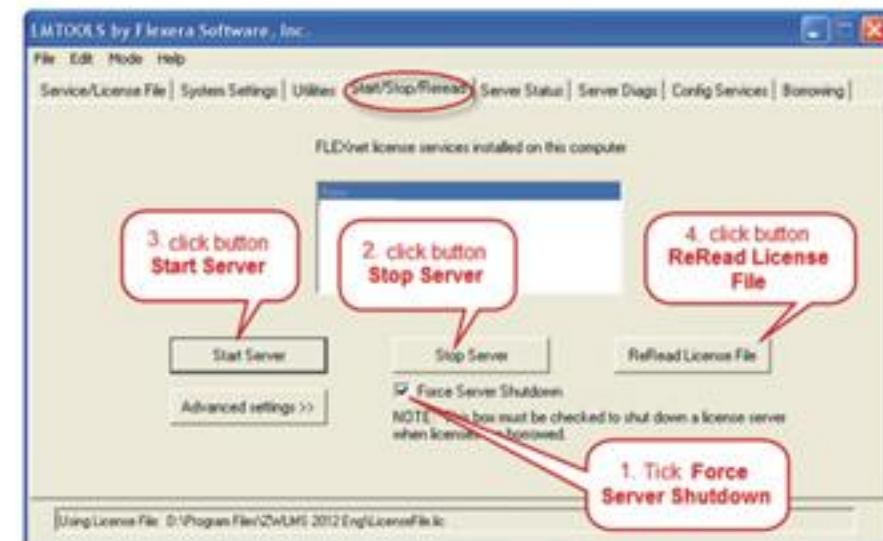 LMTOOLS by Flexera Software, Inc.
File Edit Mode Help
Service/License File System Settings Utilities Start/Stop/Reread Server Status Server Diags Config Services Borrowing
FLEXnet license services installed on this computer
3. click button
Start Server
2. click button
Stop Server
4. click button
ReRead License
File
Start Server
Stop Server
ReRead License File
Advanced settings >>
Force Server Shutdown
NOTE This box must be checked to shut down a license server
when licenses borrowed.
1. Tick Force
Server Shutdown
Using License File: D:\Program Files\ZWLMS 2012 Eng\LicenseFile.lic